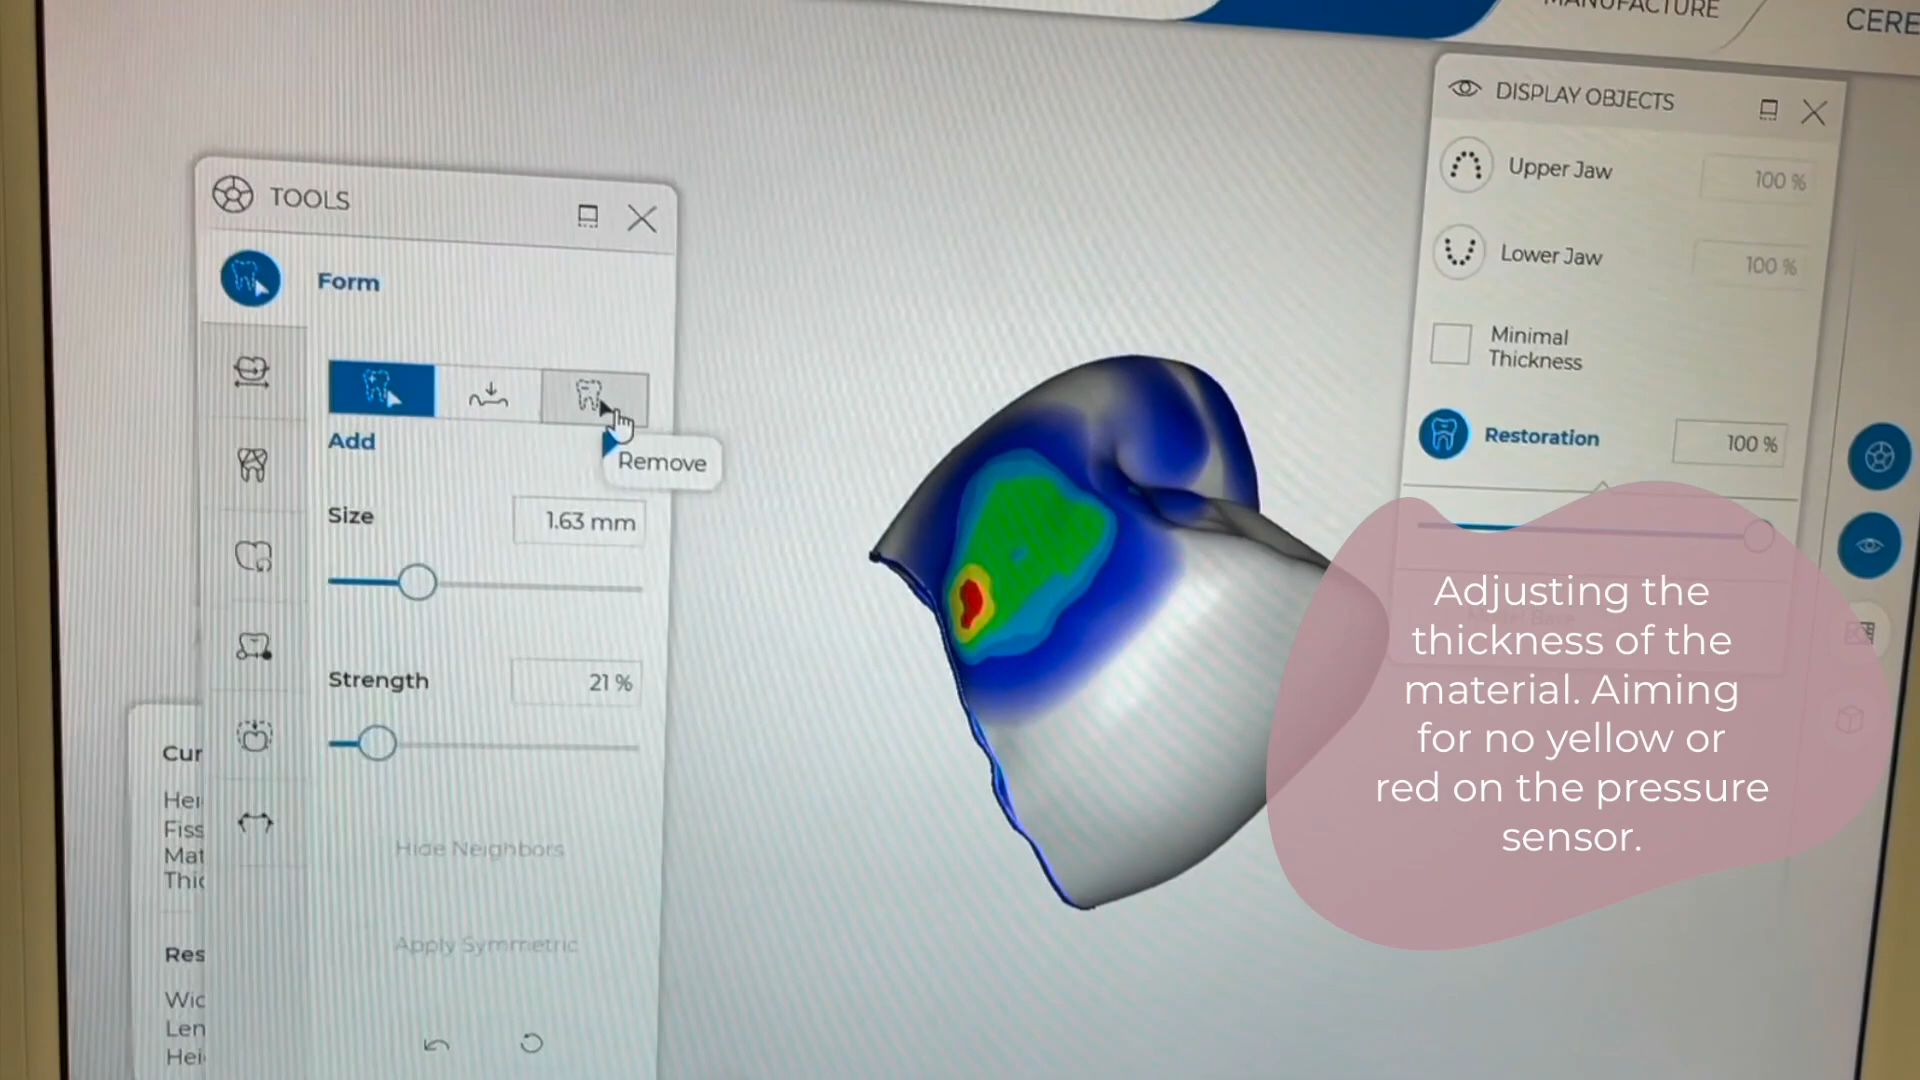 MANUFACTURE
CERE
TOOLS
Form
Add
Remove
Size
1.63 mm
Strength
21 %
Hide Neighbors
Apply Symmetric
Cur
Hei
Fiss
Mat
Thic
Res
Wid
Len
Hei
DISPLAY OBJECTS
Upper Jaw
100 %
Lower Jaw
100 %
Minimal
Thickness
Restoration
100 %
Adjusting the
thickness of the
material. Aiming
for no yellow or
red on the pressure
sensor.